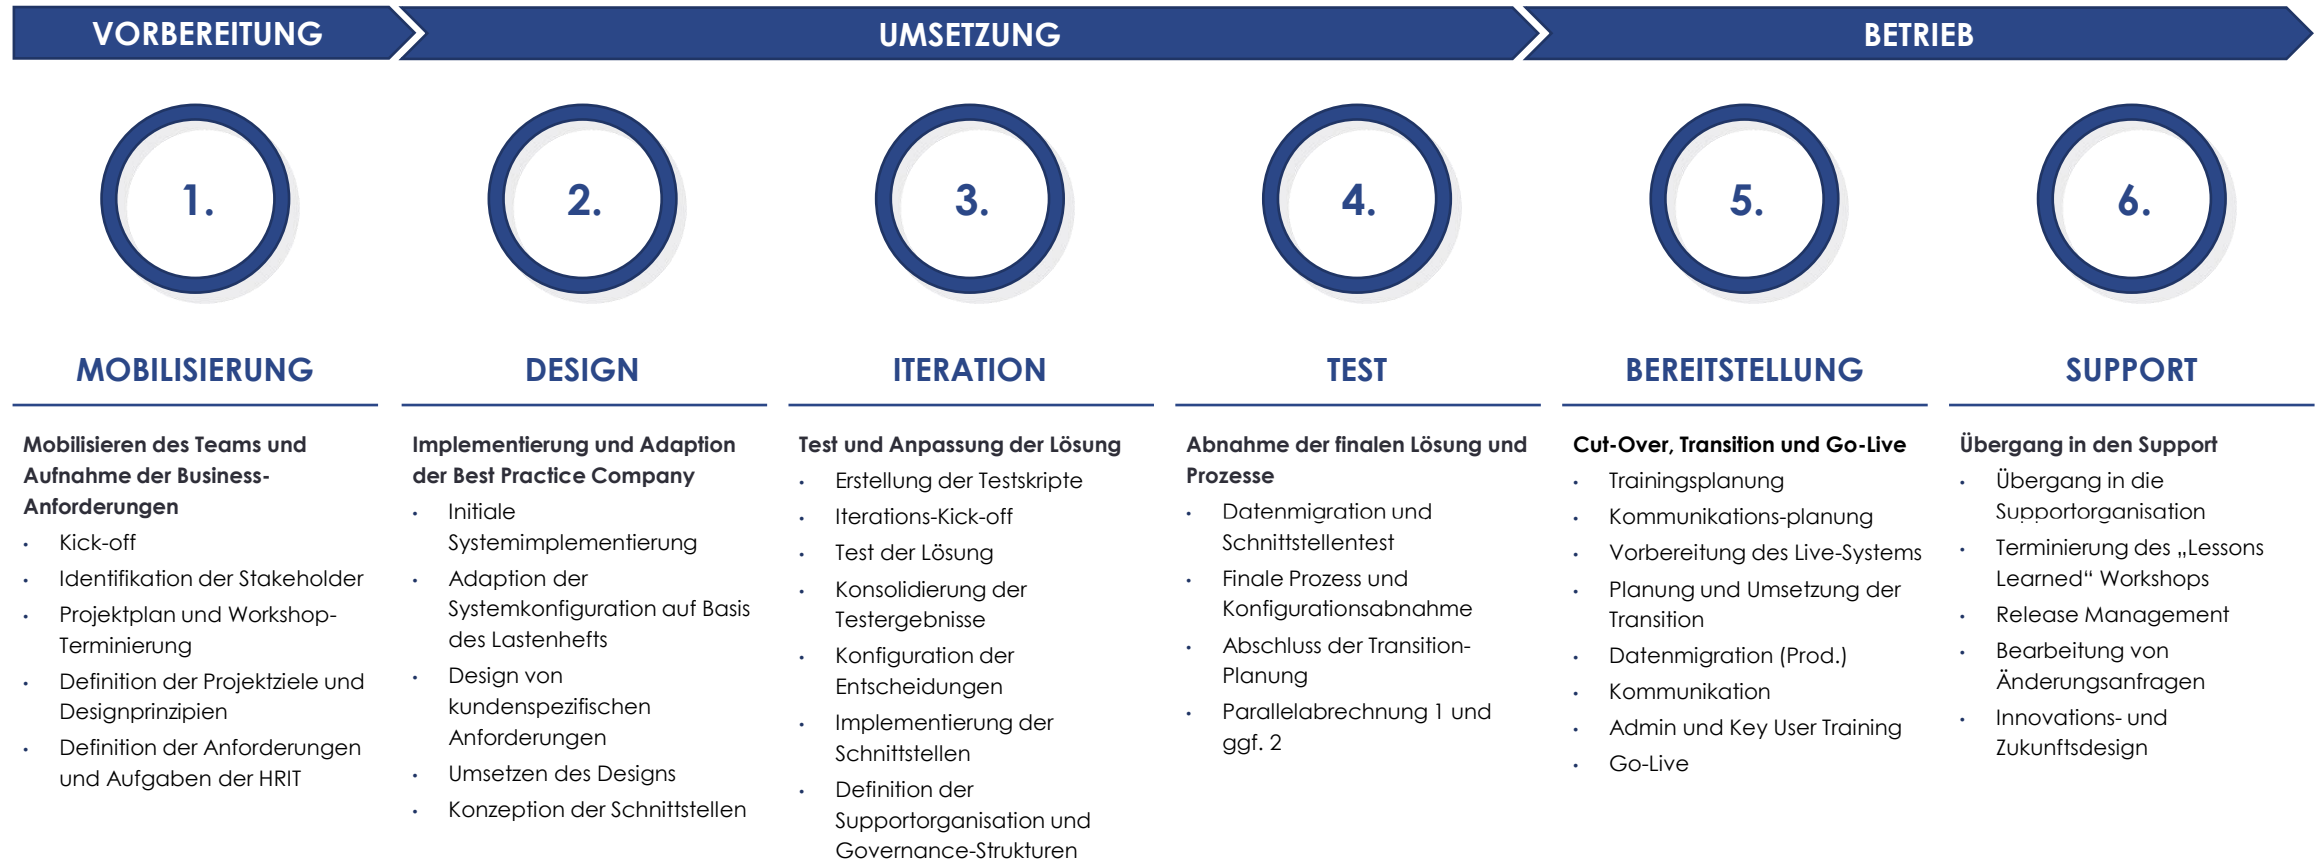 VORBEREITUNG
UMSETZUNG
BETRIEB
1.
2.
3.
4.
5.
6.
MOBILISIERUNG
DESIGN
ITERATION
TEST
BEREITSTELLUNG
SUPPORT
Mobilisieren des Teams und
Aufnahme der Business-
Anforderungen
• Kick-off
• Identifikation der Stakeholder
• Projektplan und Workshop-
Terminierung
• Definition der Projektziele und
Designprinzipien
• Definition der Anforderungen
und Aufgaben der HRIT
Implementierung und Adaption
der Best Practice Company
• Initiale
Systemimplementierung
• Adaption der
Systemkonfiguration auf Basis
des Lastenhefts
• Design von
kundenspezifischen
Anforderungen
• Umsetzen des Designs
• Konzeption der Schnittstellen
Test und Anpassung der Lösung
• Erstellung der Testskripte
• Iterations-Kick-off
• Test der Lösung
• Konsolidierung der
Testergebnisse
• Konfiguration der
Entscheidungen
• Implementierung der
Schnittstellen
• Definition der
Supportorganisation und
Governance-Strukturen
Abnahme der finalen Lösung und
Prozesse
• Datenmigration und
Schnittstellentest
• Finale Prozess und
Konfigurationsabnahme
• Abschluss der Transition-
Planung
• Parallelabrechnung 1 und
ggf. 2
Cut-Over, Transition und Go-Live
• Trainingsplanung
• Kommunikations-planung
• Vorbereitung des Live-Systems
• Planung und Umsetzung der
Transition
• Datenmigration (Prod.)
• Kommunikation
• Admin und Key User Training
• Go-Live
Übergang in den Support
• Übergang in die
Supportorganisation
• Terminierung des „Lessons
Learned“ Workshops
• Release Management
• Bearbeitung von
Änderungsanfragen
• Innovations- und
Zukunftsdesign